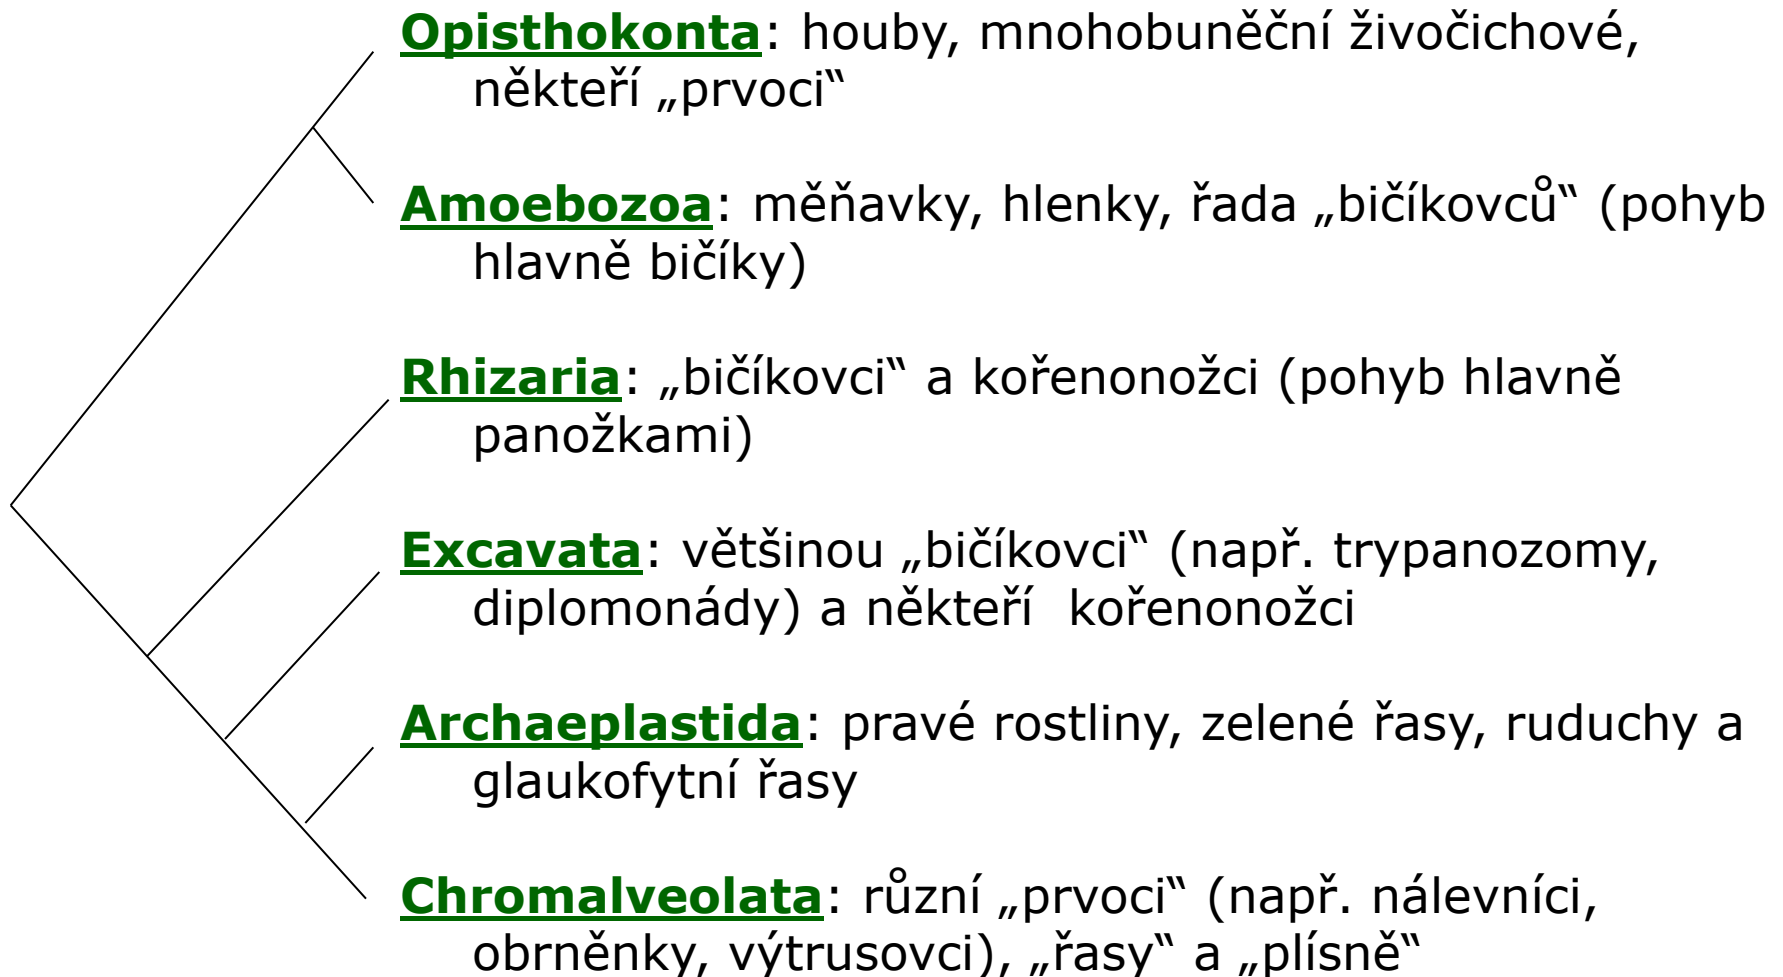 Opisthokonta: houby, mnohobuněční živočichové,
někteří „prvoci“
Amoebozoa: měňavky, hlenky, řada „bičíkovců“ (pohyb
hlavně bičíky)
Rhizaria: „bičíkovci“ a kořenonožci (pohyb hlavně
panožkami)
Excavata: většinou „bičíkovci“ (např. trypanozomy,
diplomonády) a někteří  kořenonožci
Archaeplastida: pravé rostliny, zelené řasy, ruduchy a
glaukofytní řasy
Chromalveolata: různí „prvoci“ (např. nálevníci,
obrněnky, výtrusovci), „řasy“ a „plísně“